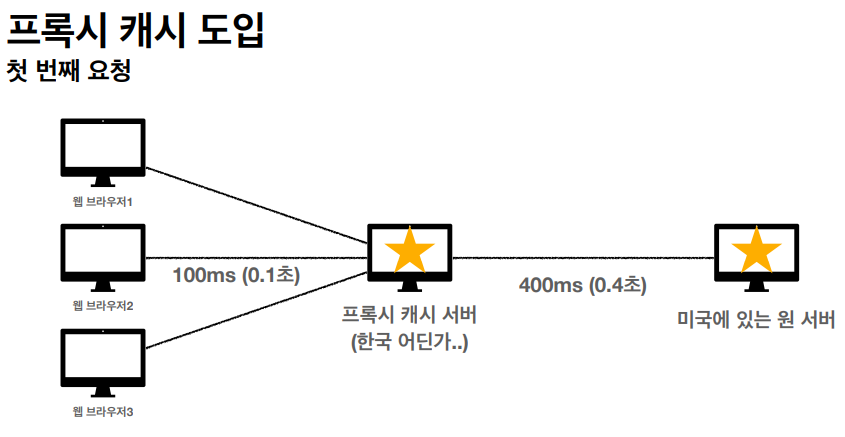 프록시 캐시 도입
첫 번째 요청
웹 브라우저1
웹 브라우저2
웹 브라우저3
100ms (0.1초)
프록시 캐시 서버
(한국 어딘가..)
400ms (0.4초)
미국에 있는 원 서버